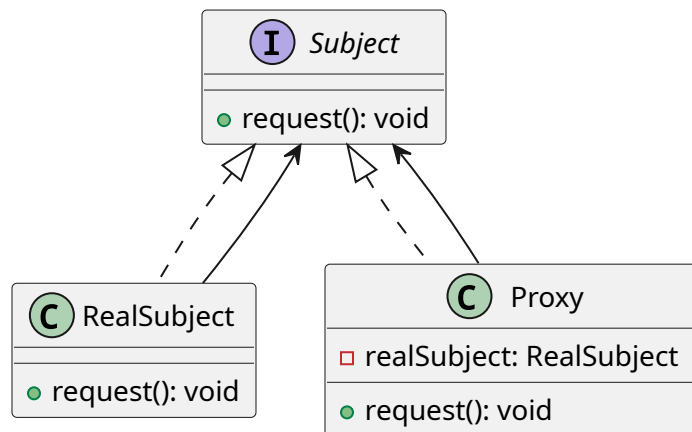 I Subject
request(): void
C RealSubject
request(): void
C Proxy
realSubject: RealSubject
request(): void